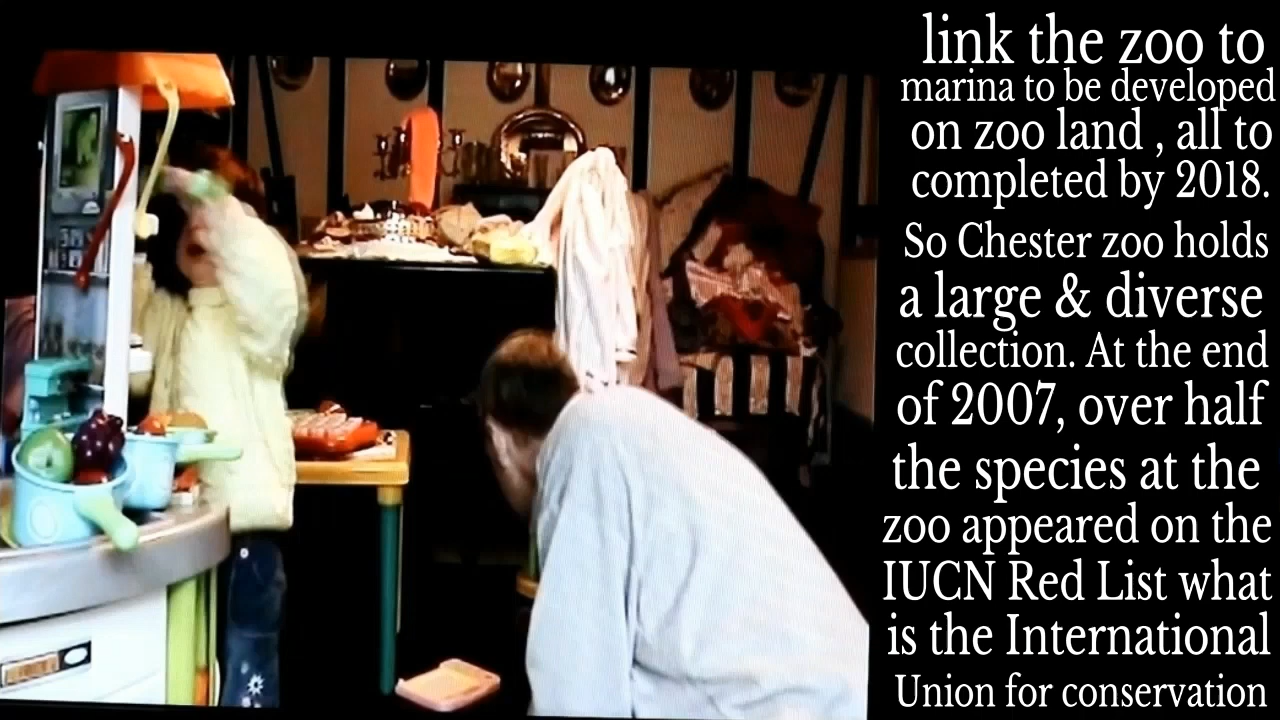 link the zoo to
marina to be developed
on zoo land , all to
completed by 2018.
So Chester zoo holds
a large & diverse
collection. At the end
of 2007, over half
the species at the
zoo appeared on the
IUCN Red List what
is the International
Union for conservation